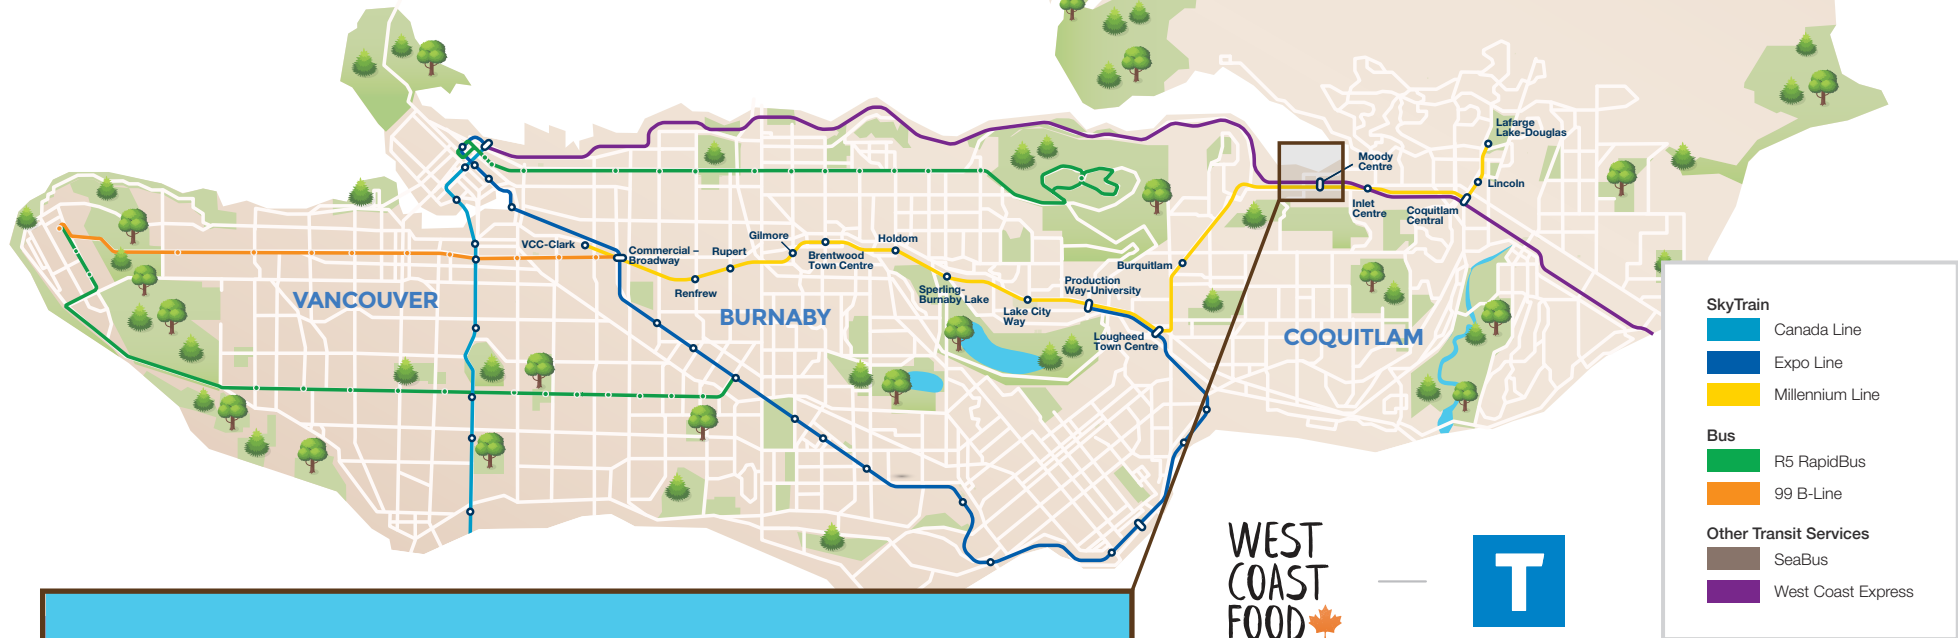 Lafarge
Lake-Douglas
Moody
Centre
Lincoln
Inlet
Centre
Coquitlam
Central
VCC-Clark
Commercial –
Broadway
Renfrew
Rupert
Gilmore
Brentwood
Town Centre
Holdom
Sperling-
Burnaby Lake
Lake City
Way
Production
Way-University
Lougheed
Town Centre
Burquitlam
VANCOUVER
BURNABY
COQUITLAM
SkyTrain
Canada Line
Expo Line
Millennium Line
Bus
R5 RapidBus
99 B-Line
Other Transit Services
SeaBus
West Coast Express
WEST
COAST
FOOD
T